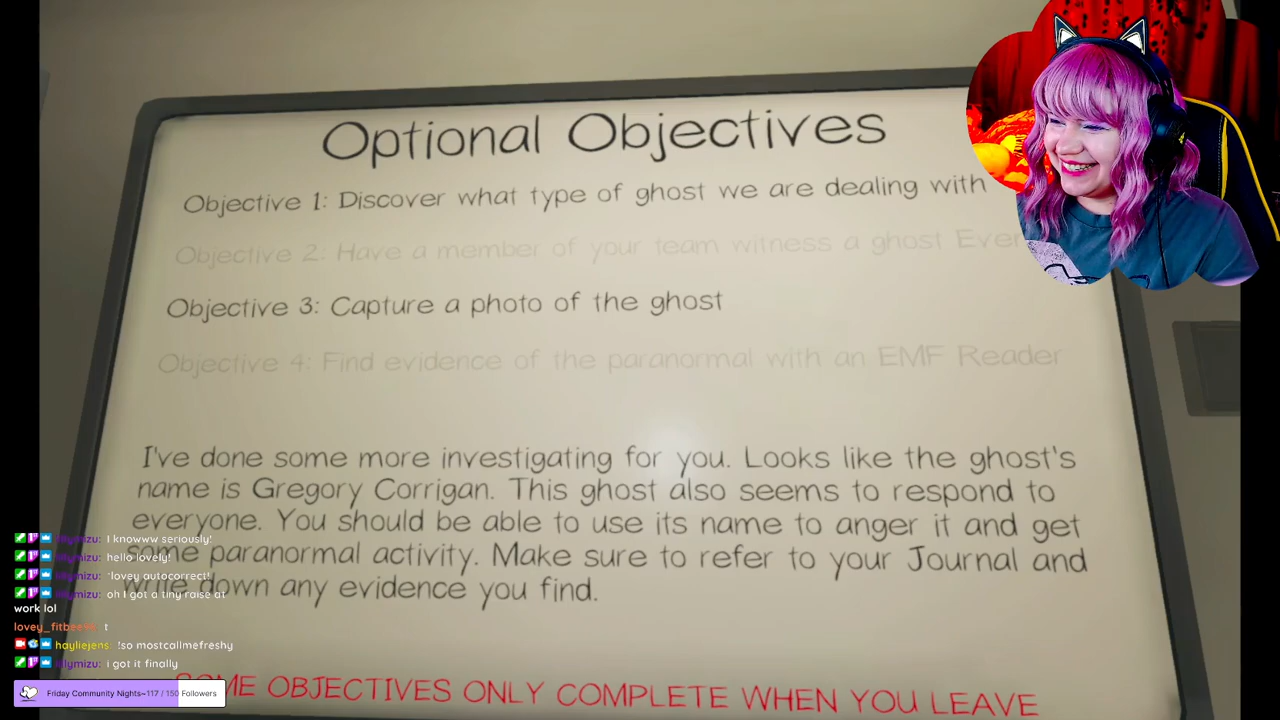 Optional Objectives
Objective 1: Discover what type of ghost we are dealing with
Objective 2: Have a member of your team witness a ghost Even
Objective 3: Capture a photo of the ghost
Objective 4: Find evidence of the paranormal with an EMF Reader
I've done some more investigating for you. Looks like the ghost's
name is Gregory Corrigan. This ghost also seems to respond to
everyone. You should be able to use its name to anger it and get
some paranormal activity. Make sure to refer to your Journal and
write down any evidence you find.
SOME OBJECTIVES ONLY COMPLETE WHEN YOU LEAVE
I knowww seriously!
hello lovely!
*lovey autocorrect!
oh I got a tiny raise at
work lol
t
hayliejens: !so mostcallmefreshy
i got it finally
Friday Community Nights~117 / 150 Followers